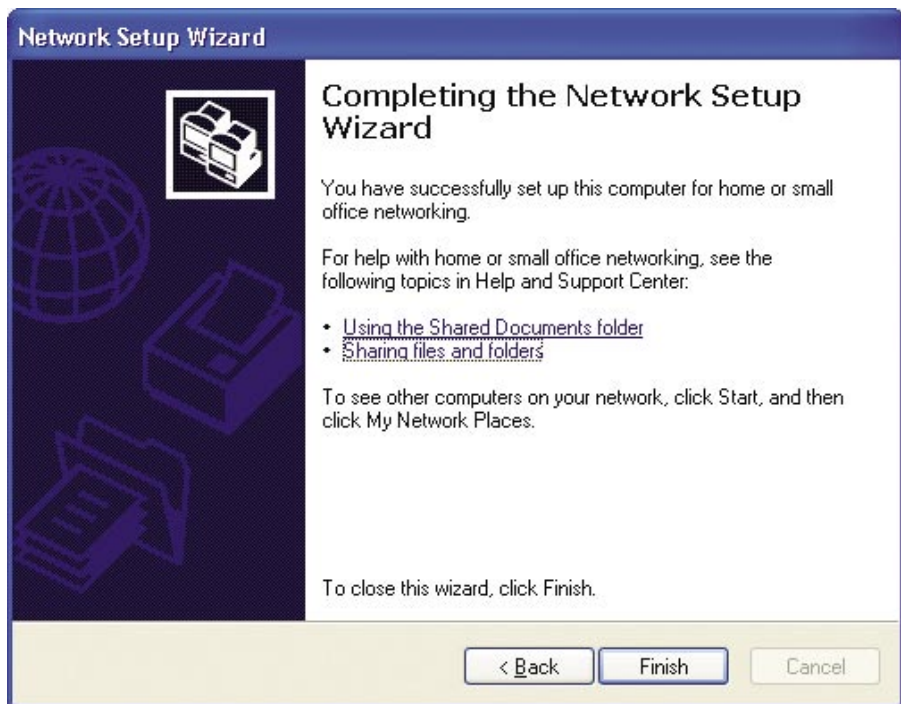 Network Setup Wizard
Completing the Network Setup
Wizard
You have successfully set up this computer for home or small
office networking.
For help with home or small office networking, see the
following topics in Help and Support Center:
• Using the Shared Documents folder
• Sharing files and folders
To see other computers on your network, click Start, and then
click My Network Places.
To close this wizard, click Finish.
< Back
Finish
Cancel